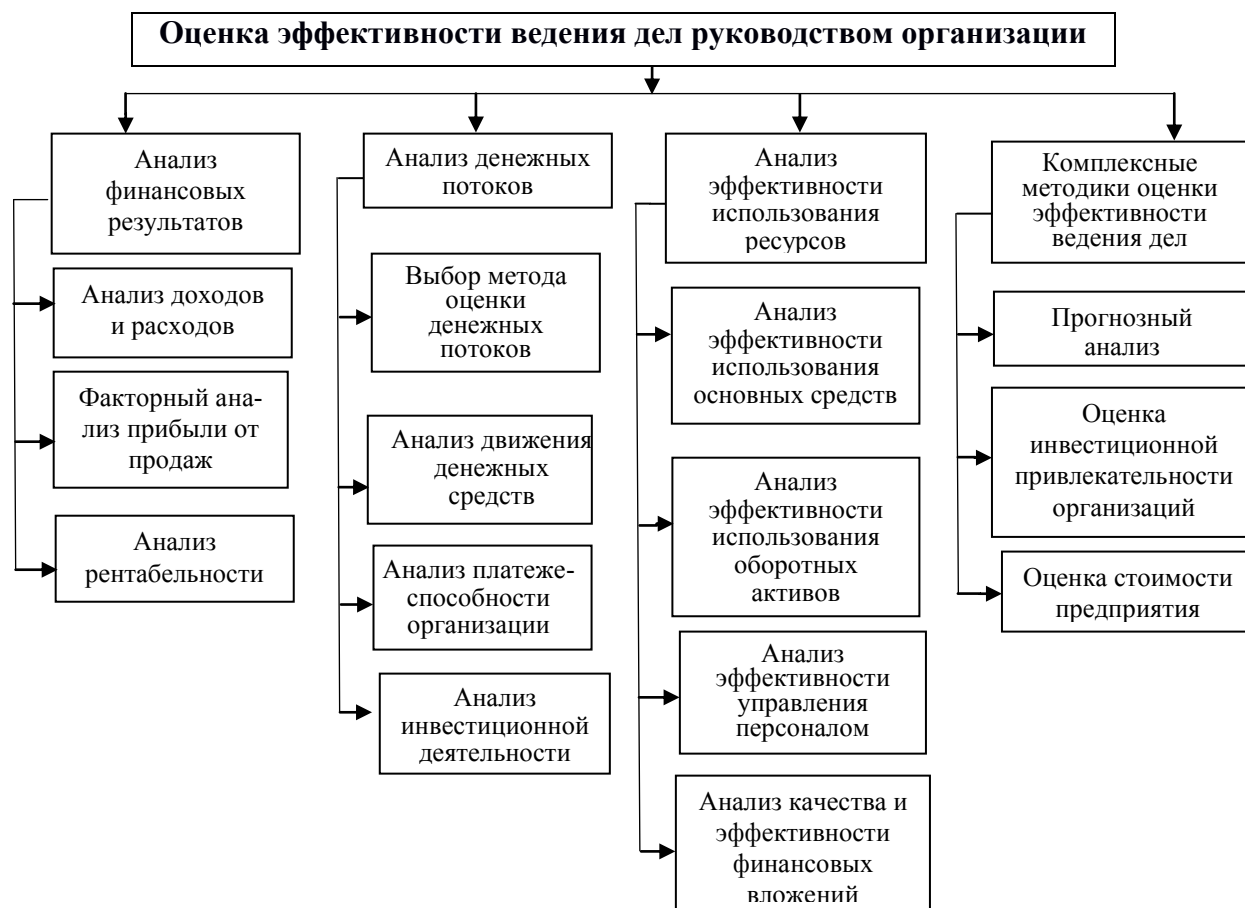 Оценка эффективности ведения дел руководством организации
Анализ
финансовых
результатов
Анализ доходов
и расходов
Факторный ана-
лиз прибыли от
продаж
Анализ
рентабельности
Анализ денежных
потоков
Выбор метода
оценки
денежных
потоков
Анализ движения
денежных
средств
Анализ платеже-
способности
организации
Анализ
инвестиционной
деятельности
Анализ
эффективности
использования
ресурсов
Анализ
эффективности
использования
основных средств
Анализ
эффективности
использования
оборотных
активов
Анализ
эффективности
управления
персоналом
Анализ качества и
эффективности
финансовых
вложений
Комплексные
методики оценки
эффективности
ведения дел
Прогнозный
анализ
Оценка
инвестиционной
привлекательности
организаций
Оценка стоимости
предприятия